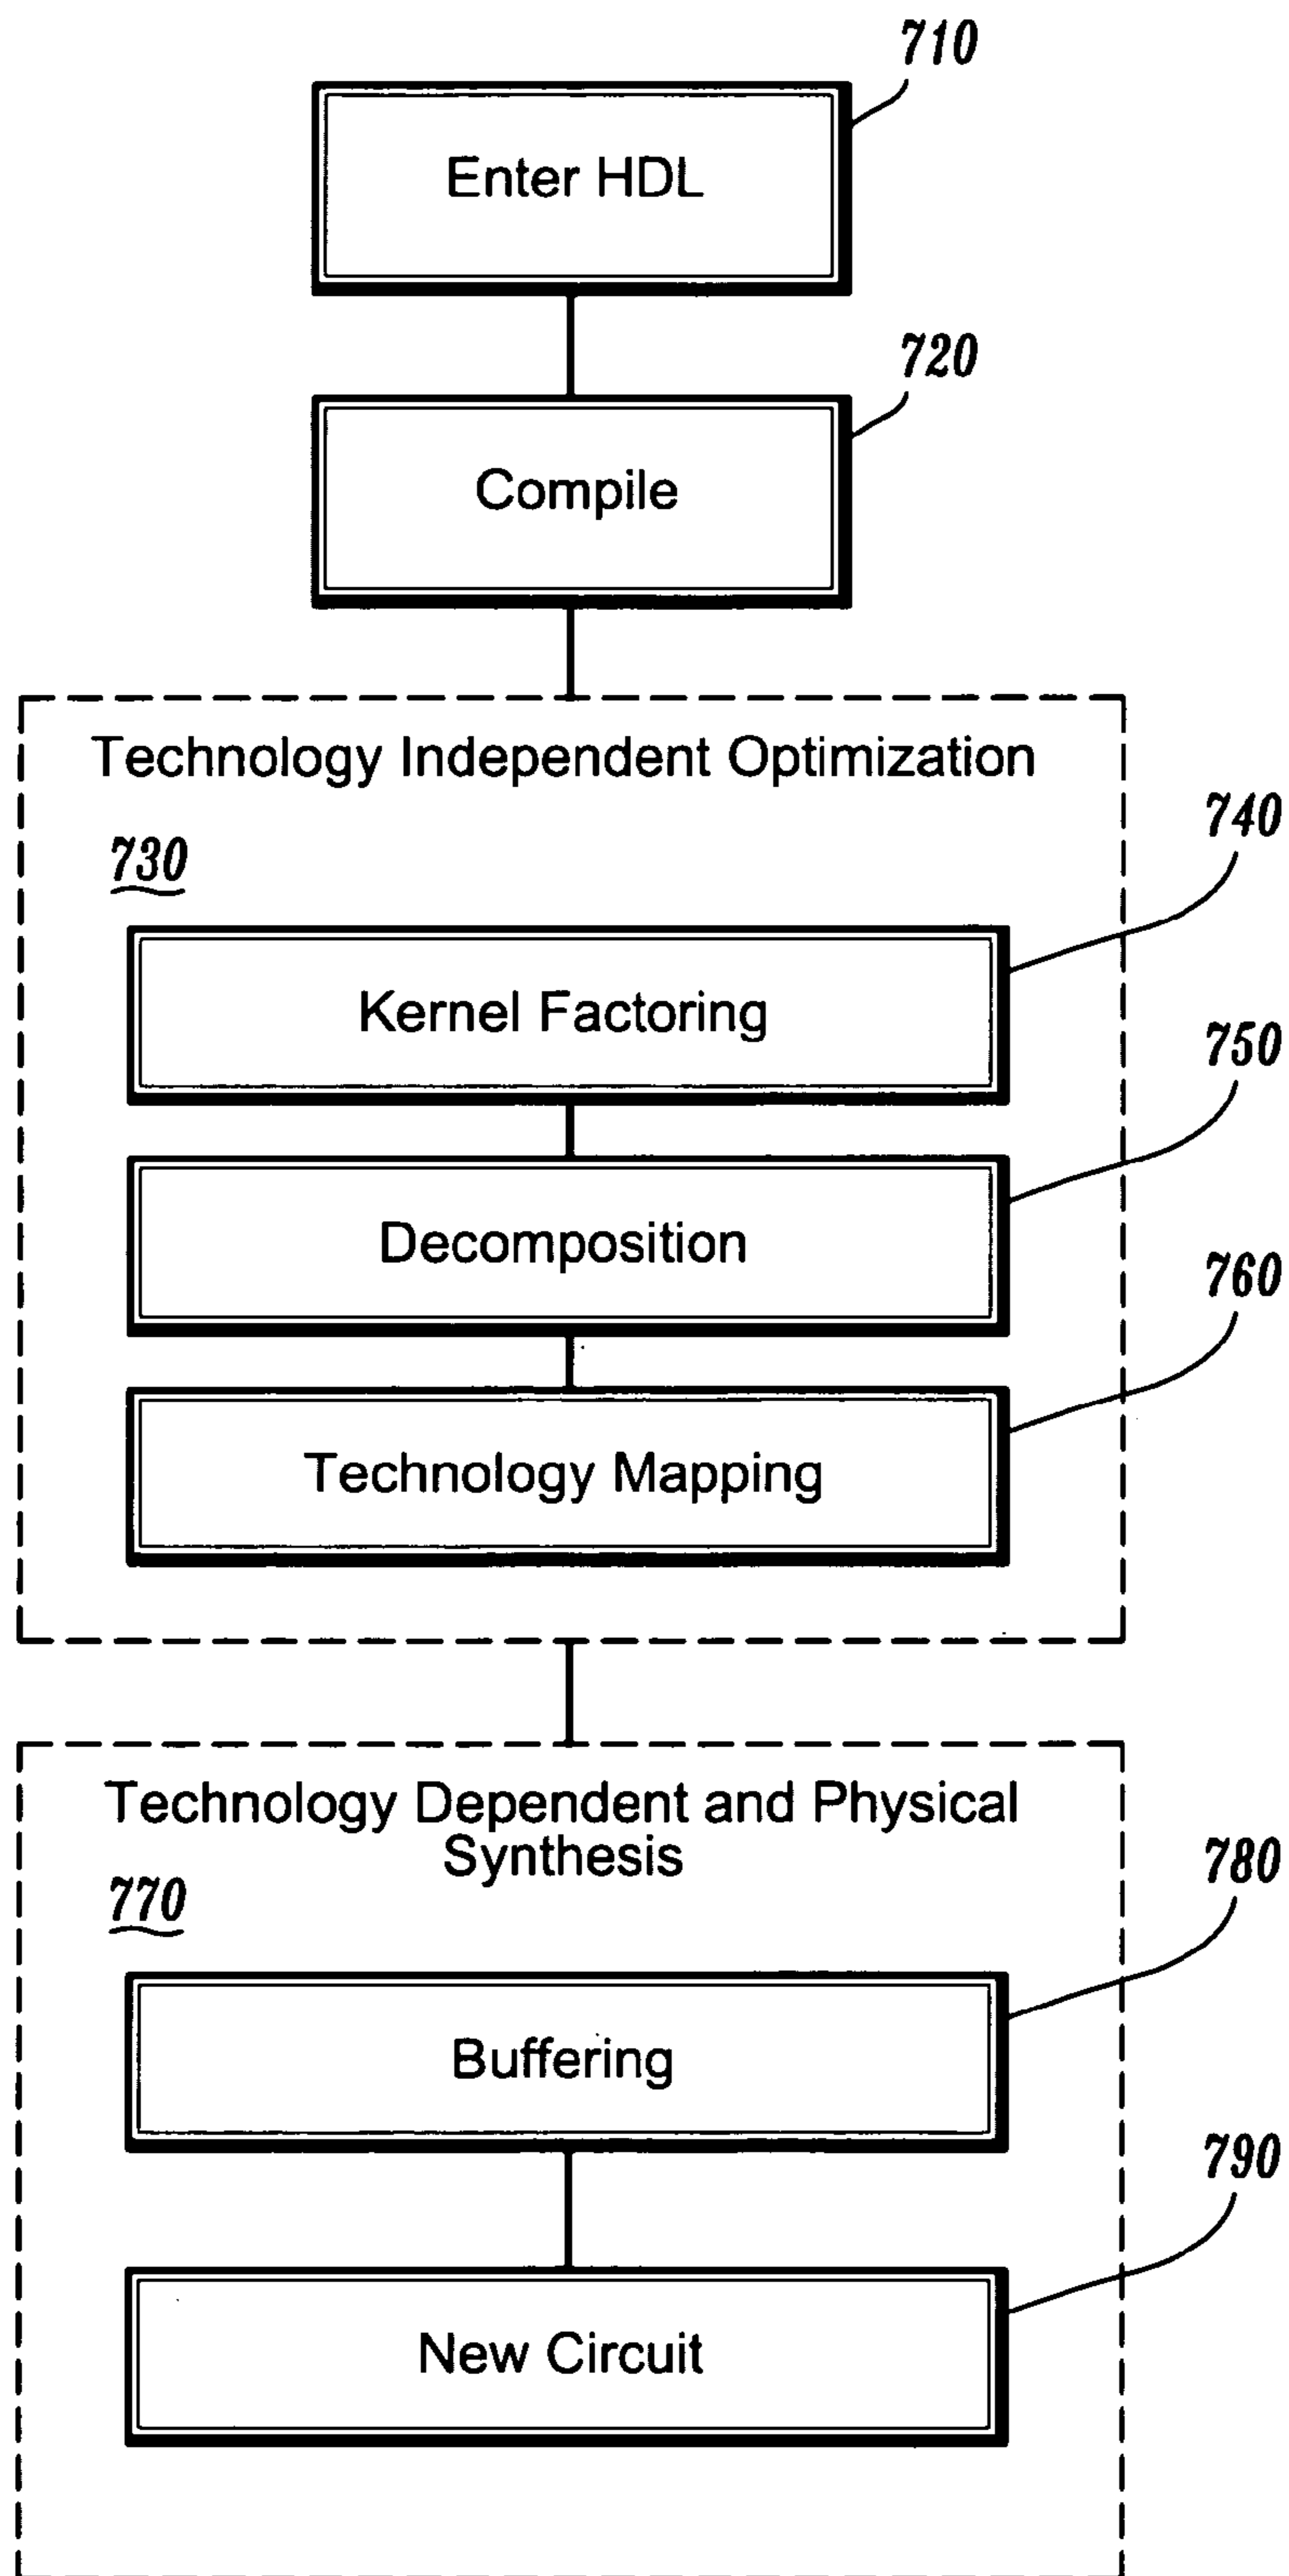 710
Enter HDL
720
Compile
Technology Independent Optimization
730
740
Kernel Factoring
750
Decomposition
760
Technology Mapping
Technology Dependent and Physical
Synthesis
770
780
Buffering
790
New Circuit